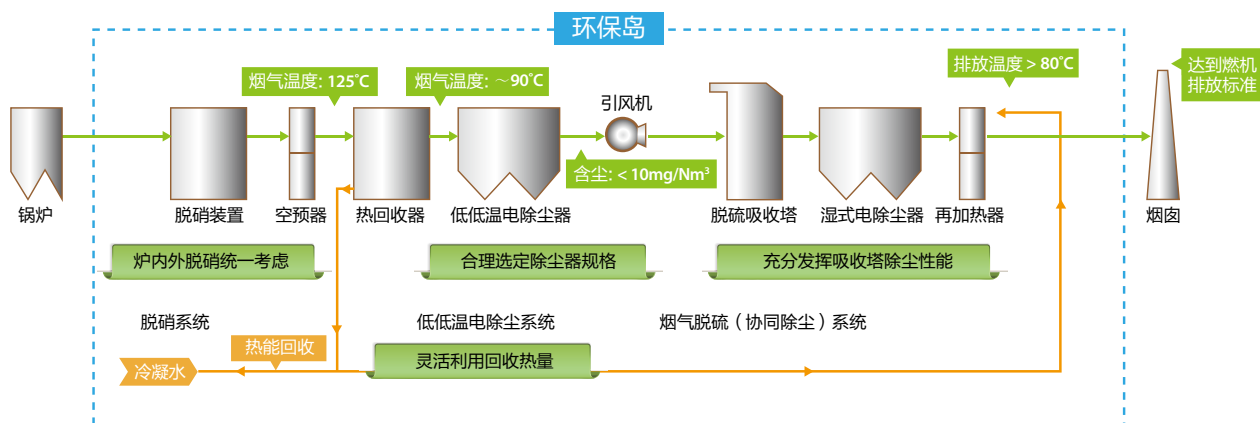 环保岛
烟气温度: 125℃
烟气温度: ～90℃
排放温度 > 80℃
达到燃机
排放标准
引风机
含尘: < 10mg/Nm³
锅炉
脱硝装置
空预器
热回收器
低低温电除尘器
脱硫吸收塔
湿式电除尘器
再加热器
烟囱
炉内外脱硝统一考虑
合理选定除尘器规格
充分发挥吸收塔除尘性能
脱硝系统
低低温电除尘系统
烟气脱硫（协同除尘）系统
热能回收
灵活利用回收热量
冷凝水